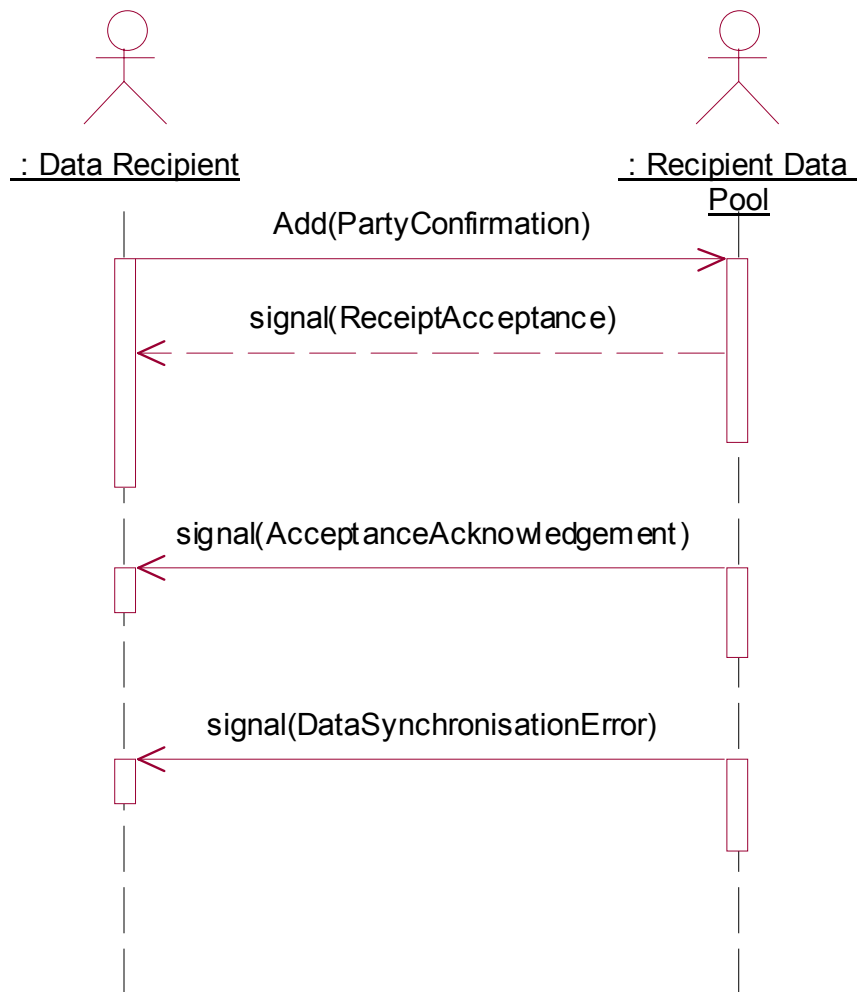 : Data Recipient
: Recipient Data
Pool
Add(PartyConfirmation)
signal(ReceiptAcceptance)
signal(AcceptanceAcknowledgement)
signal(DataSynchronisationError)